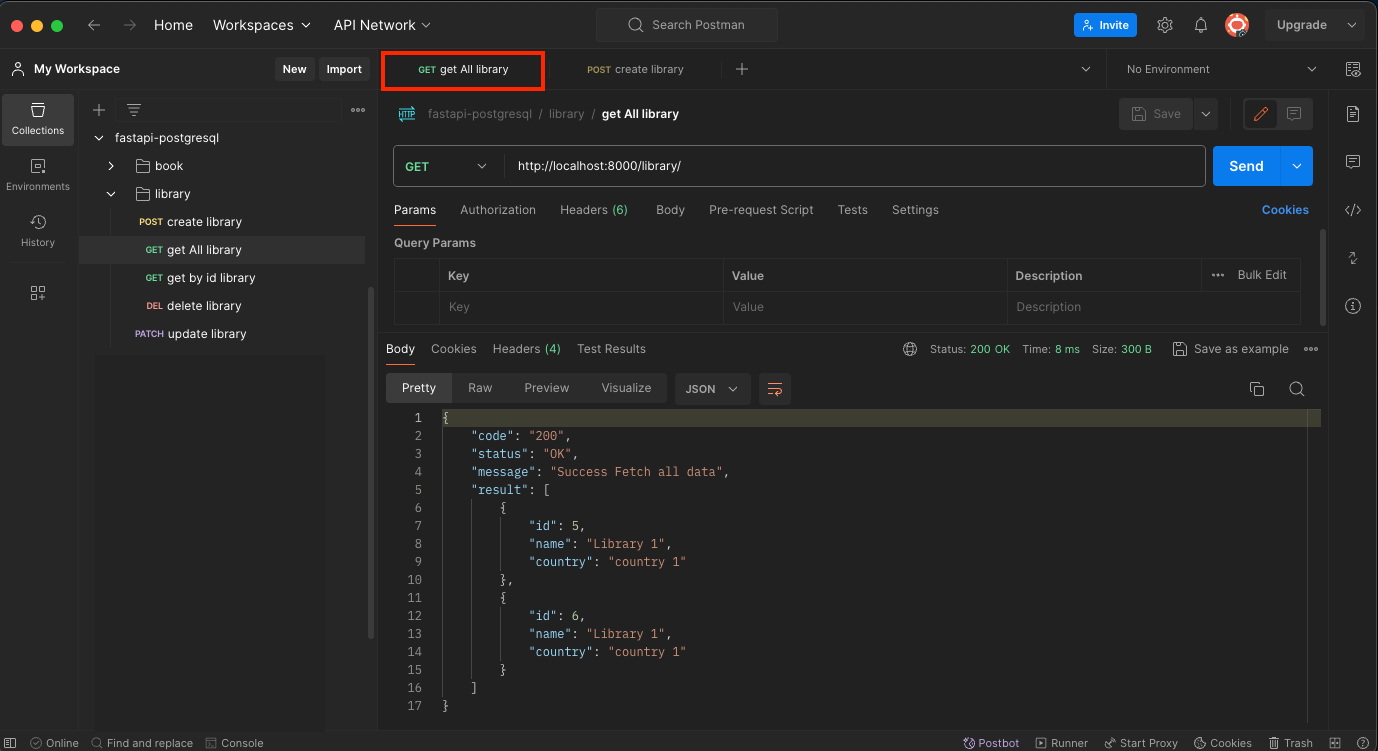 Home Workspaces API Network Search Postman Invite Upgrade
My Workspace New Import GET get All library POST create library No Environment
Collections
Environments
History
fastapi-postgresql
book
library
POST create library
GET get All library
GET get by id library
DEL delete library
PATCH update library
HTTP fastapi-postgresql / library / get All library Save
GET http://localhost:8000/library/ Send
Params Authorization Headers (6) Body Pre-request Script Tests Settings Cookies
Query Params
Key Value Description Bulk Edit
Key Value Description
Body Cookies Headers (4) Test Results Status: 200 OK Time: 8 ms Size: 300 B Save as example
Pretty Raw Preview Visualize JSON
1 {
2 "code": "200",
3 "status": "OK",
4 "message": "Success Fetch all data",
5 "result": [
6 {
7 "id": 5,
8 "name": "Library 1",
9 "country": "country 1"
10 },
11 {
12 "id": 6,
13 "name": "Library 1",
14 "country": "country 1"
15 }
16 ]
17 }
Online Find and replace Console Postbot Runner Start Proxy Cookies Trash